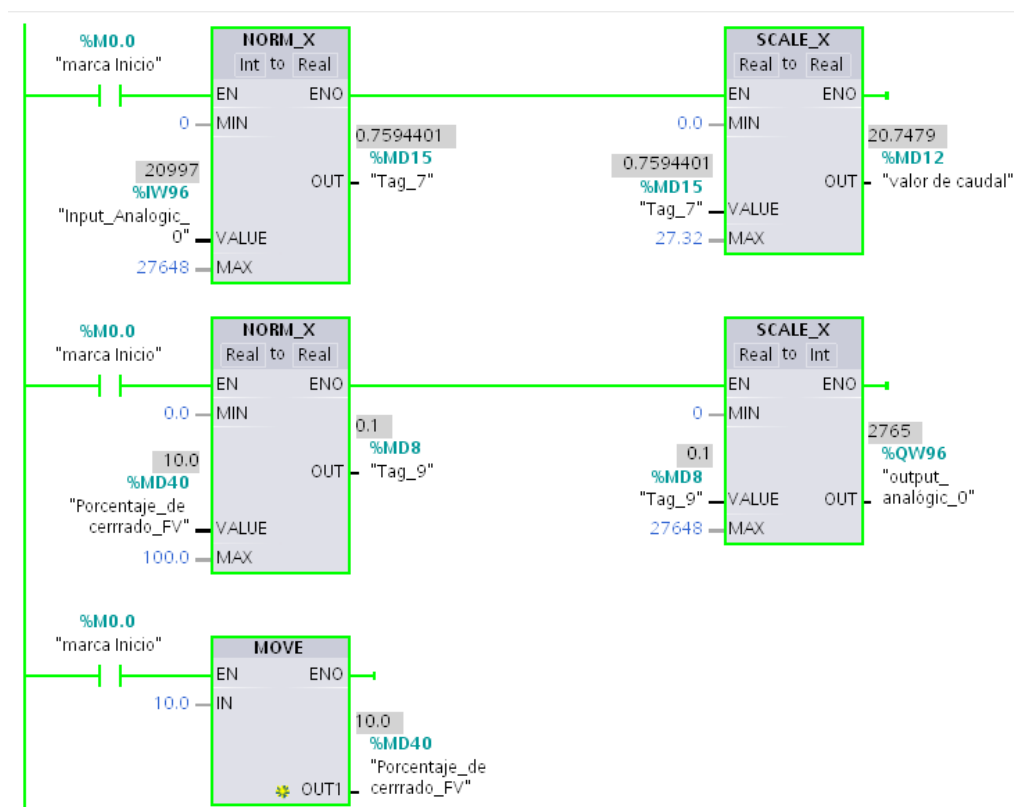 %M0.0
"marca Inicio"
NORM_X
Int to Real
EN ENO
0 MIN
20997
%IW96
"Input_Analogic_
0" VALUE
27648 MAX
OUT
0.7594401
%MD15
"Tag_7"
SCALE_X
Real to Real
EN ENO
0.0 MIN
0.7594401
%MD15
"Tag_7" VALUE
27.32 MAX
OUT
20.7479
%MD12
"valor de caudal"
%M0.0
"marca Inicio"
NORM_X
Real to Real
EN ENO
0.0 MIN
10.0
%MD40
"Porcentaje_de
cerrrado_FV" VALUE
100.0 MAX
OUT
0.1
%MD8
"Tag_9"
SCALE_X
Real to Int
EN ENO
0 MIN
0.1
%MD8
"Tag_9" VALUE
27648 MAX
OUT
2765
%QW96
"output_
analógic_0"
%M0.0
"marca Inicio"
MOVE
EN ENO
10.0 IN
OUT1
10.0
%MD40
"Porcentaje_de
cerrrado_FV"